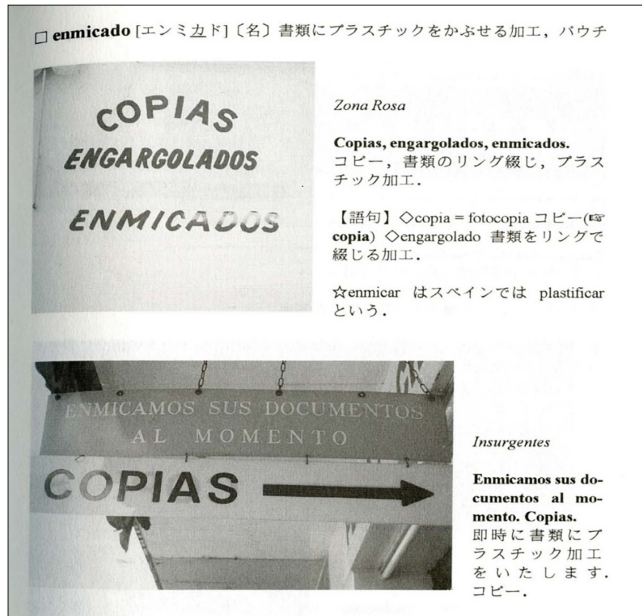 □ enmicado [エンミカド]〔名〕書類にプラスチックをかぶせる加工，パウチ
COPIAS
ENGARGOLADOS
ENMICADOS
Zona Rosa
Copias, engargolados, enmicados.
コピー，書類のリング綴じ，プラス
チック加工．
【語句】◇copia = fotocopia コピー(☞
copia) ◇engargolado 書類をリングで
綴じる加工．
☆enmicar はスペインでは plastificar
という．
ENMICAMOS SUS DOCUMENTOS
AL MOMENTO
COPIAS
Insurgentes
Enmicamos sus do-
cumentos al mo-
mento. Copias.
即時に書類にプ
ラスチック加工
をいたします．
コピー．